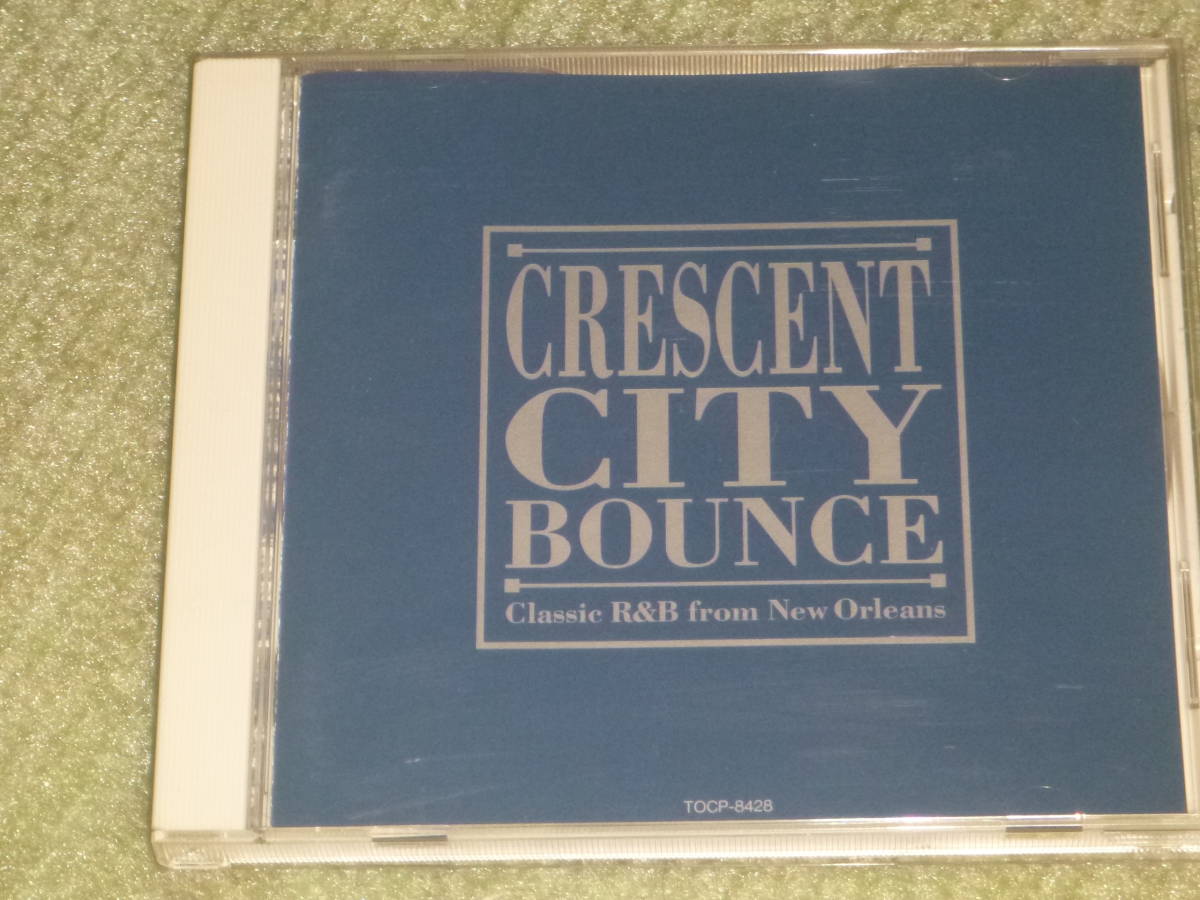 CRESCENT
CITY
BOUNCE
Classic R&B from New Orleans
TOCP-8428